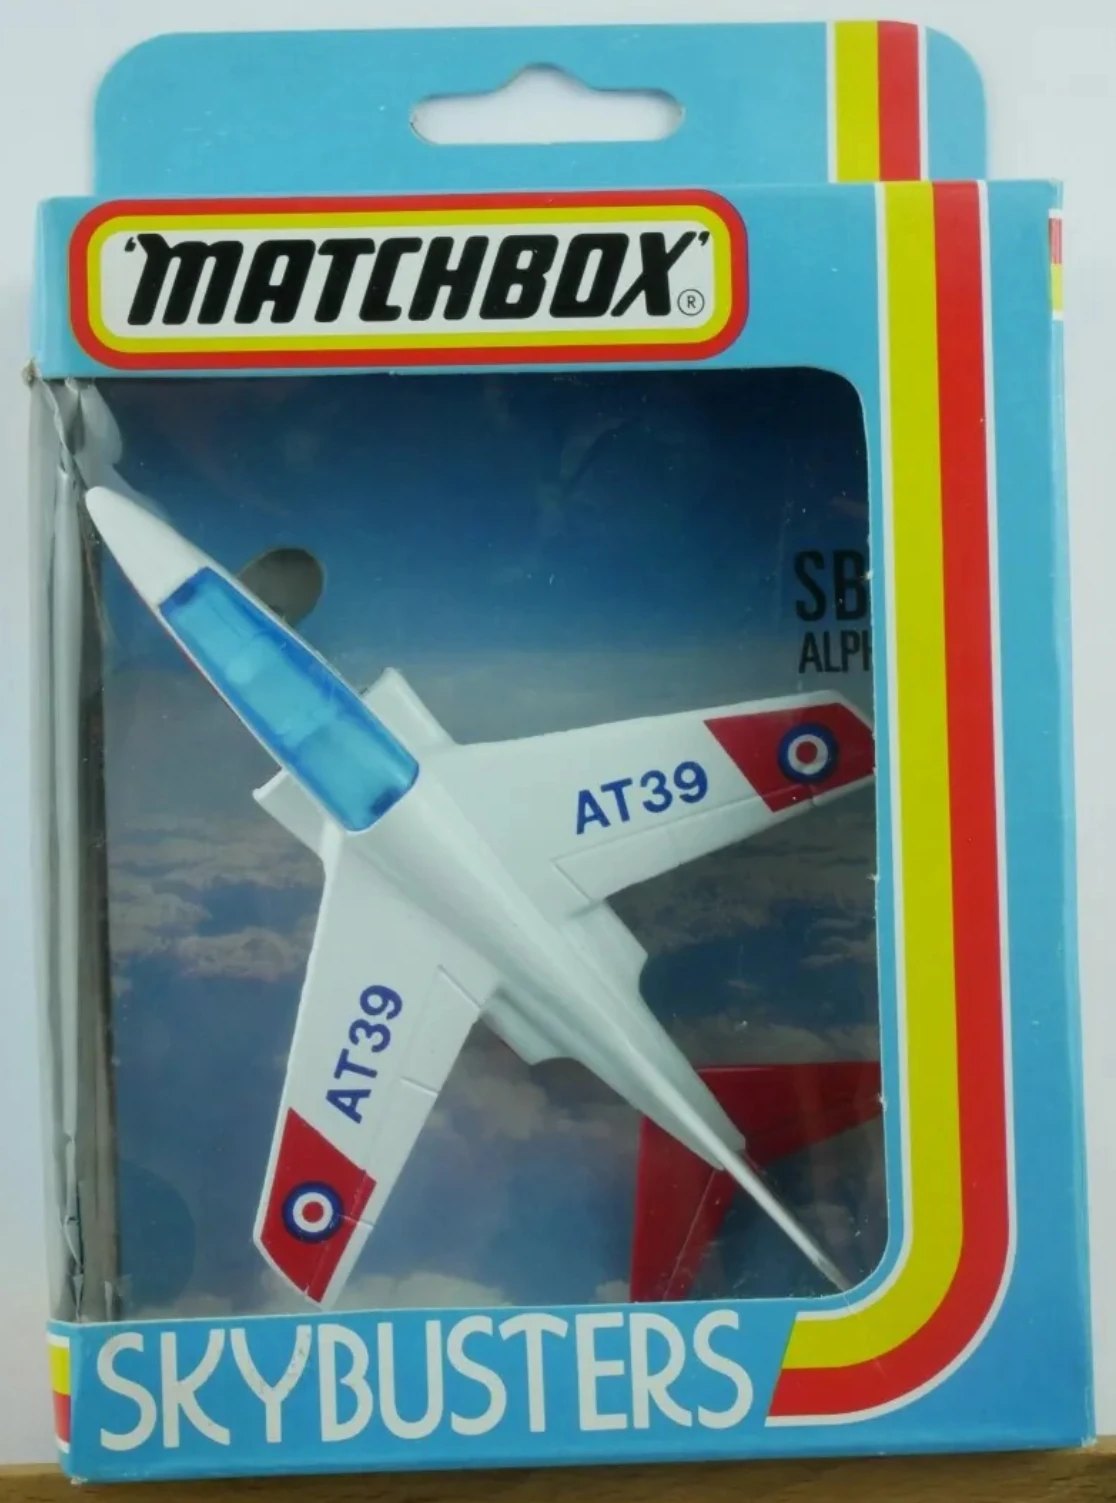 'MATCHBOX'®
SB
ALPH
AT39
AT39
SKYBUSTERS